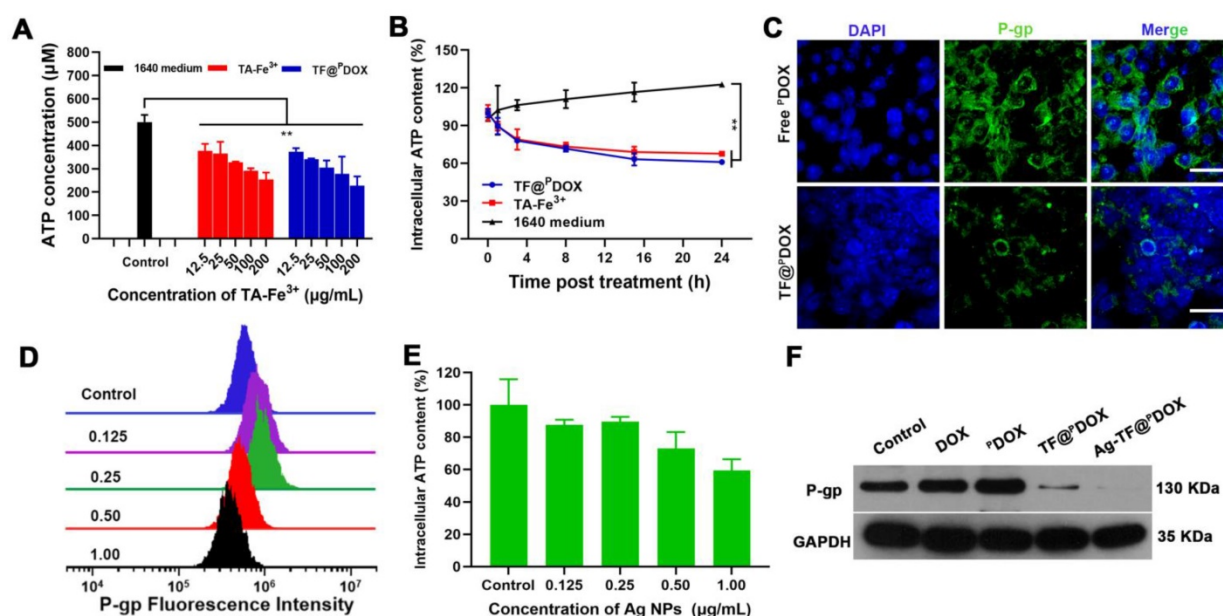 A
ATP concentration (µM)
800
700
600
500
400
300
200
100
0
1640 medium
TA-Fe³⁺
TF@ᴾDOX
**
Control
12.5
25
50
100
200
12.5
25
50
100
200
Concentration of TA-Fe³⁺ (µg/mL)
B
Intracellular ATP content (%)
150
120
90
60
30
0
**
TF@ᴾDOX
TA-Fe³⁺
1640 medium
0 4 8 12 16 20 24
Time post treatment (h)
C
DAPI P-gp Merge
Free ᴾDOX
TF@ᴾDOX
D
Control
0.125
0.25
0.50
1.00
10⁴ 10⁵ 10⁶ 10⁷
P-gp Fluorescence Intensity
E
Intracellular ATP content (%)
120
100
80
60
40
20
0
Control 0.125 0.25 0.50 1.00
Concentration of Ag NPs (µg/mL)
F
Control DOX ᴾDOX TF@ᴾDOX Ag-TF@ᴾDOX
P-gp 130 KDa
GAPDH 35 KDa